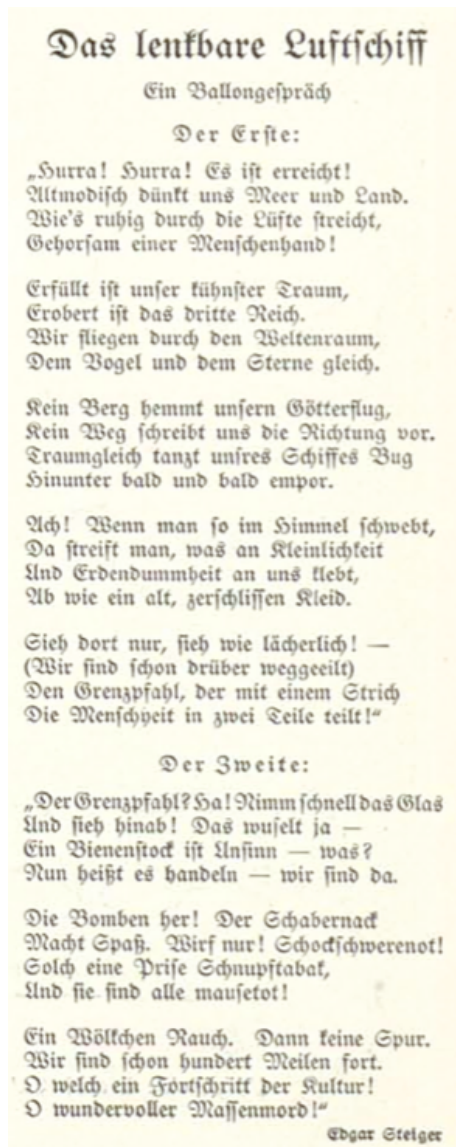 Das lenkbare Luftschiff
Ein Ballongespräch
Der Erste:
„Hurra! Hurra! Es ist erreicht!
Altmodisch dünkt uns Meer und Land.
Wie's ruhig durch die Lüfte streicht,
Gehorsam einer Menschenhand!
Erfüllt ist unser kühnster Traum,
Erobert ist das dritte Reich.
Wir fliegen durch den Weltenraum,
Dem Vogel und dem Sterne gleich.
Kein Berg hemmt unsern Götterflug,
Kein Weg schreibt uns die Richtung vor.
Traumgleich tanzt unsres Schiffes Bug
Hinunter bald und bald empor.
Ach! Wenn man so im Himmel schwebt,
Da streift man, was an Kleinlichkeit
Und Erdendummheit an uns klebt,
Ab wie ein alt, zerschlissen Kleid.
Sieh dort nur, sieh wie lächerlich! —
(Wir sind schon drüber weggeeilt)
Den Grenzpfahl, der mit einem Strich
Die Menschheit in zwei Teile teilt!“
Der Zweite:
„Der Grenzpfahl? Ha! Nimm schnell das Glas
Und sieh hinab! Das wuselt ja —
Ein Bienenstock ist Unsinn — was?
Nun heißt es handeln — wir sind da.
Die Bomben her! Der Schabernack
Macht Spaß. Wirf nur! Schockschwerenot!
Solch eine Prise Schnupftabak,
Und sie sind alle mausetot!
Ein Wölkchen Rauch. Dann keine Spur.
Wir sind schon hundert Meilen fort.
O welch ein Fortschritt der Kultur!
O wundervoller Massenmord!“
Edgar Steiger